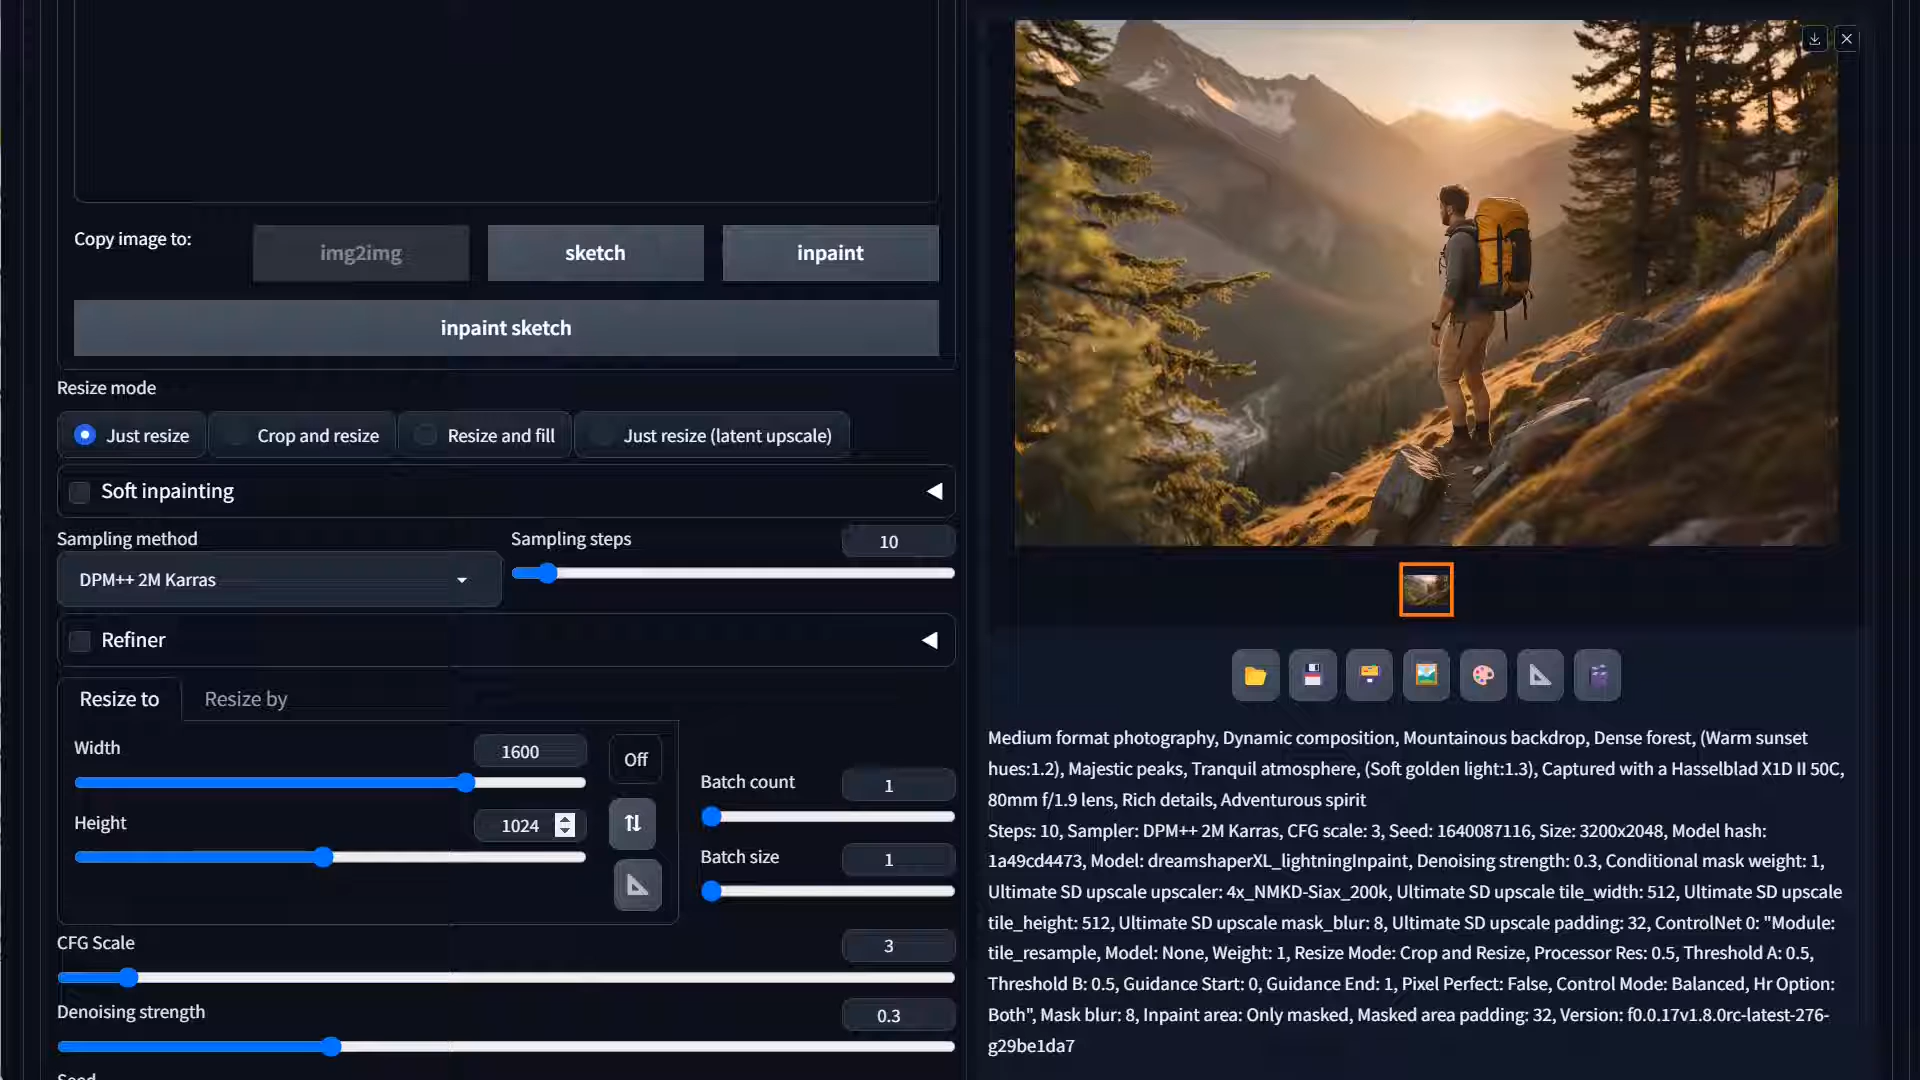 Copy image to:
img2img
sketch
inpaint
inpaint sketch
Resize mode
Just resize
Crop and resize
Resize and fill
Just resize (latent upscale)
Soft inpainting
Sampling method
Sampling steps
10
DPM++ 2M Karras
Refiner
Resize to
Resize by
Width
1600
Off
Height
1024
Batch count
1
Batch size
1
CFG Scale
3
Denoising strength
0.3
Seed
Medium format photography, Dynamic composition, Mountainous backdrop, Dense forest, (Warm sunset
hues:1.2), Majestic peaks, Tranquil atmosphere, (Soft golden light:1.3), Captured with a Hasselblad X1D II 50C,
80mm f/1.9 lens, Rich details, Adventurous spirit
Steps: 10, Sampler: DPM++ 2M Karras, CFG scale: 3, Seed: 1640087116, Size: 3200x2048, Model hash:
1a49cd4473, Model: dreamshaperXL_lightningInpaint, Denoising strength: 0.3, Conditional mask weight: 1,
Ultimate SD upscale upscaler: 4x_NMKD-Siax_200k, Ultimate SD upscale tile_width: 512, Ultimate SD upscale
tile_height: 512, Ultimate SD upscale mask_blur: 8, Ultimate SD upscale padding: 32, ControlNet 0: "Module:
tile_resample, Model: None, Weight: 1, Resize Mode: Crop and Resize, Processor Res: 0.5, Threshold A: 0.5,
Threshold B: 0.5, Guidance Start: 0, Guidance End: 1, Pixel Perfect: False, Control Mode: Balanced, Hr Option:
Both", Mask blur: 8, Inpaint area: Only masked, Masked area padding: 32, Version: f0.0.17v1.8.0rc-latest-276-
g29be1da7